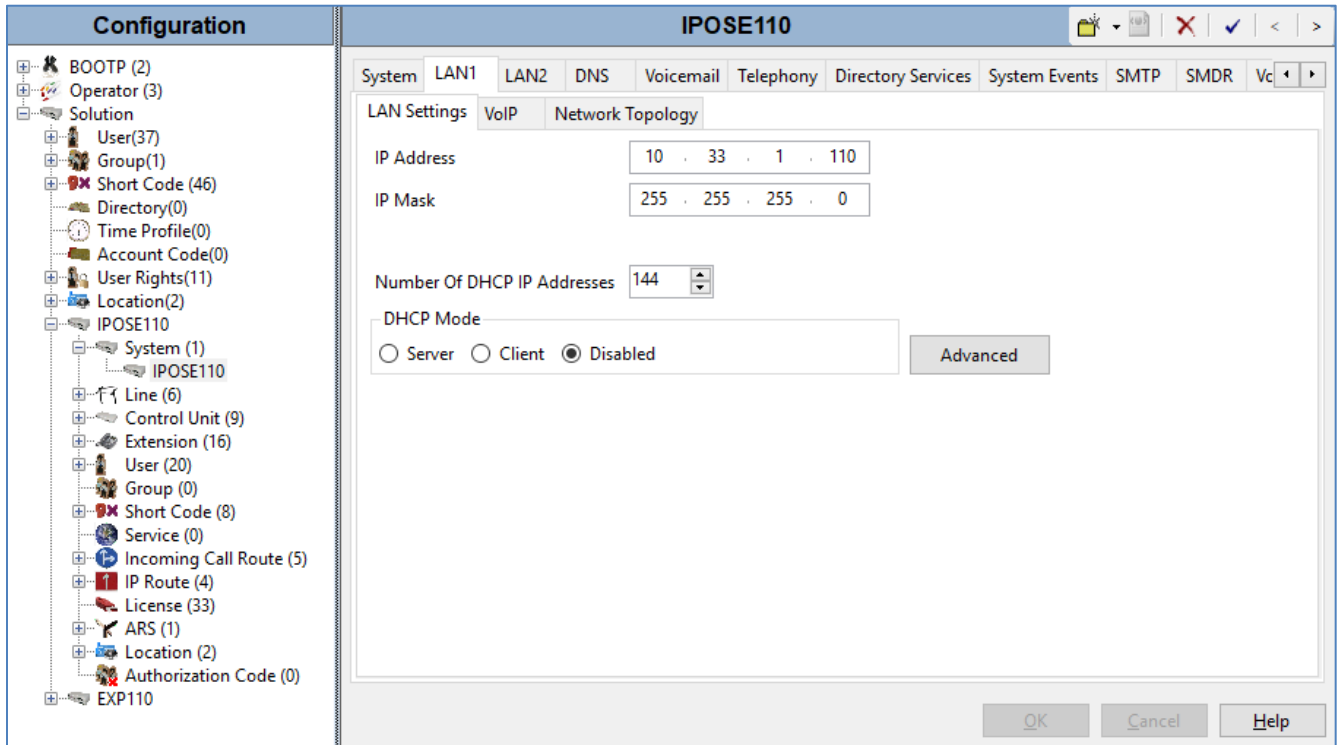 Configuration
BOOTP (2)
Operator (3)
Solution
User(37)
Group(1)
Short Code (46)
Directory(0)
Time Profile(0)
Account Code(0)
User Rights(11)
Location(2)
IPOSE110
System (1)
IPOSE110
Line (6)
Control Unit (9)
Extension (16)
User (20)
Group (0)
Short Code (8)
Service (0)
Incoming Call Route (5)
IP Route (4)
License (33)
ARS (1)
Location (2)
Authorization Code (0)
EXP110
IPOSE110
System LAN1 LAN2 DNS Voicemail Telephony Directory Services System Events SMTP SMDR Vc
LAN Settings VoIP Network Topology
IP Address 10 . 33 . 1 . 110
IP Mask 255 . 255 . 255 . 0
Number Of DHCP IP Addresses 144
DHCP Mode
Server Client Disabled Advanced
OK Cancel Help